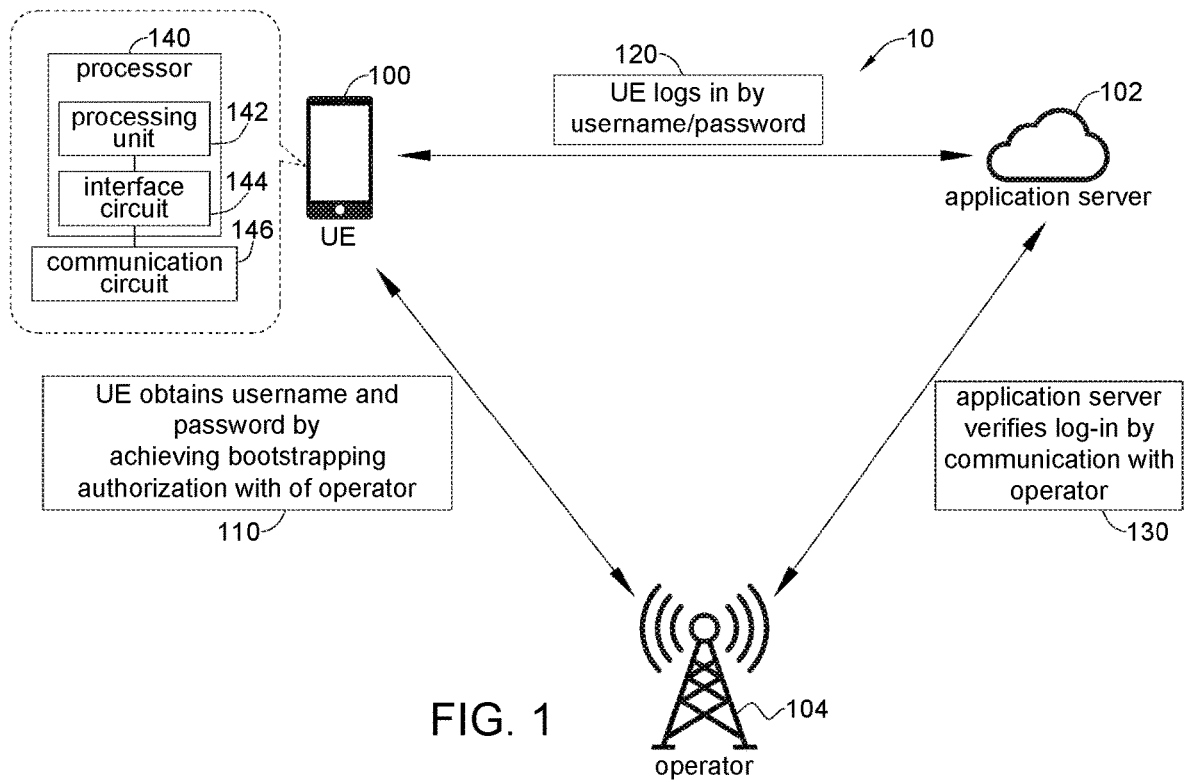 140
processor
processing
unit
142
interface
circuit
144
146
communication
circuit
100
UE
120
UE logs in by
username/password
10
102
application server
UE obtains username and
password by
achieving bootstrapping
authorization with of operator
110
application server
verifies log-in by
communication with
operator
130
104
operator
FIG. 1